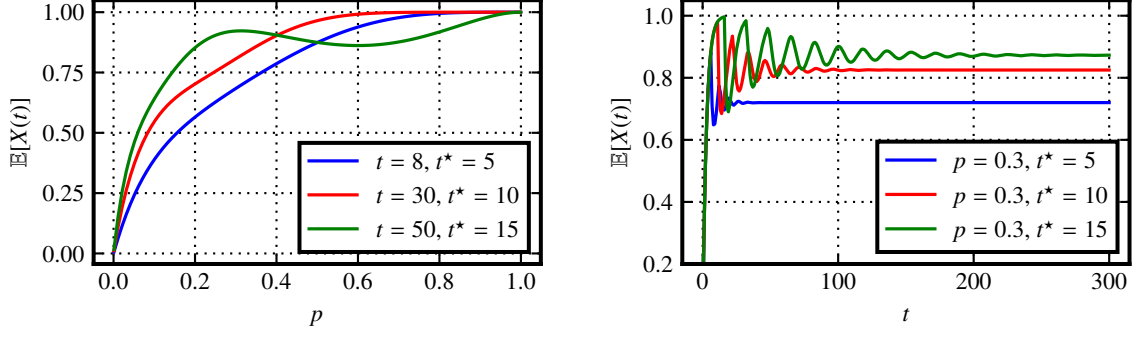 𝔼[X(t)]
1.00
0.75
0.50
0.25
0.00
t = 8, t★ = 5
t = 30, t★ = 10
t = 50, t★ = 15
0.0 0.2 0.4 0.6 0.8 1.0
p
𝔼[X(t)]
1.0
0.8
0.6
0.4
0.2
p = 0.3, t★ = 5
p = 0.3, t★ = 10
p = 0.3, t★ = 15
0 100 200 300
t